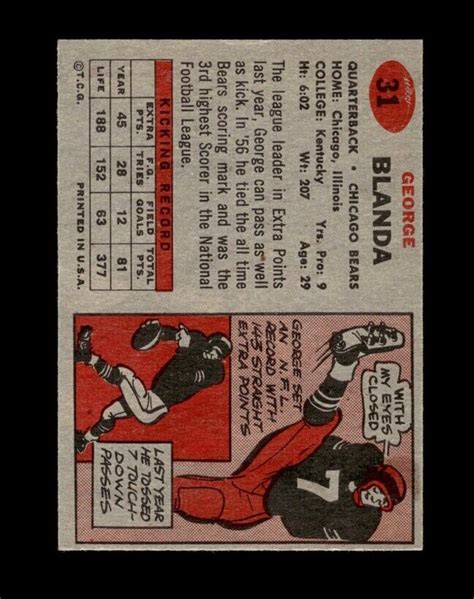 31
GEORGE
BLANDA
QUARTERBACK • CHICAGO BEARS
HOME: Chicago, Illinois
COLLEGE: Kentucky Yrs. Pro: 9
Ht: 6:02 Wt: 207 Age: 29
The league leader in Extra Points
last year, George can pass as well
as kick. In '56 he tied the all time
Bears scoring mark and was the
3rd highest Scorer in the National
Football League.
KICKING RECORD
EXTRA F.G. FIELD TOTAL
PTS. TRIES GOALS PTS.
YEAR 45 28 12 81
LIFE 188 152 63 377
©T.C.G. PRINTED IN U.S.A.
WITH
MY EYES
CLOSED
7
GEORGE SET
AN N.F.L.
RECORD WITH
143 STRAIGHT
EXTRA POINTS
LAST YEAR
HE TOSSED
7 TOUCH-
DOWN
PASSES